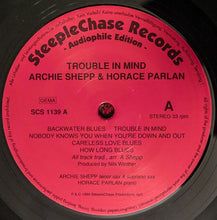 SteepleChase Records
- Audiophile Edition -
TROUBLE IN MIND
ARCHIE SHEPP & HORACE PARLAN
GEMA
SCS 1139 A
A
STEREO 33 rpm
BACKWATER BLUES TROUBLE IN MIND
NOBODY KNOWS YOU WHEN YOU'RE DOWN AND OUT
CARELESS LOVE BLUES
HOW LONG BLUES
All track trad., arr. A Shepp
Produced by Nils Winther
ARCHIE SHEPP tenor sax & soprano sax
HORACE PARLAN piano